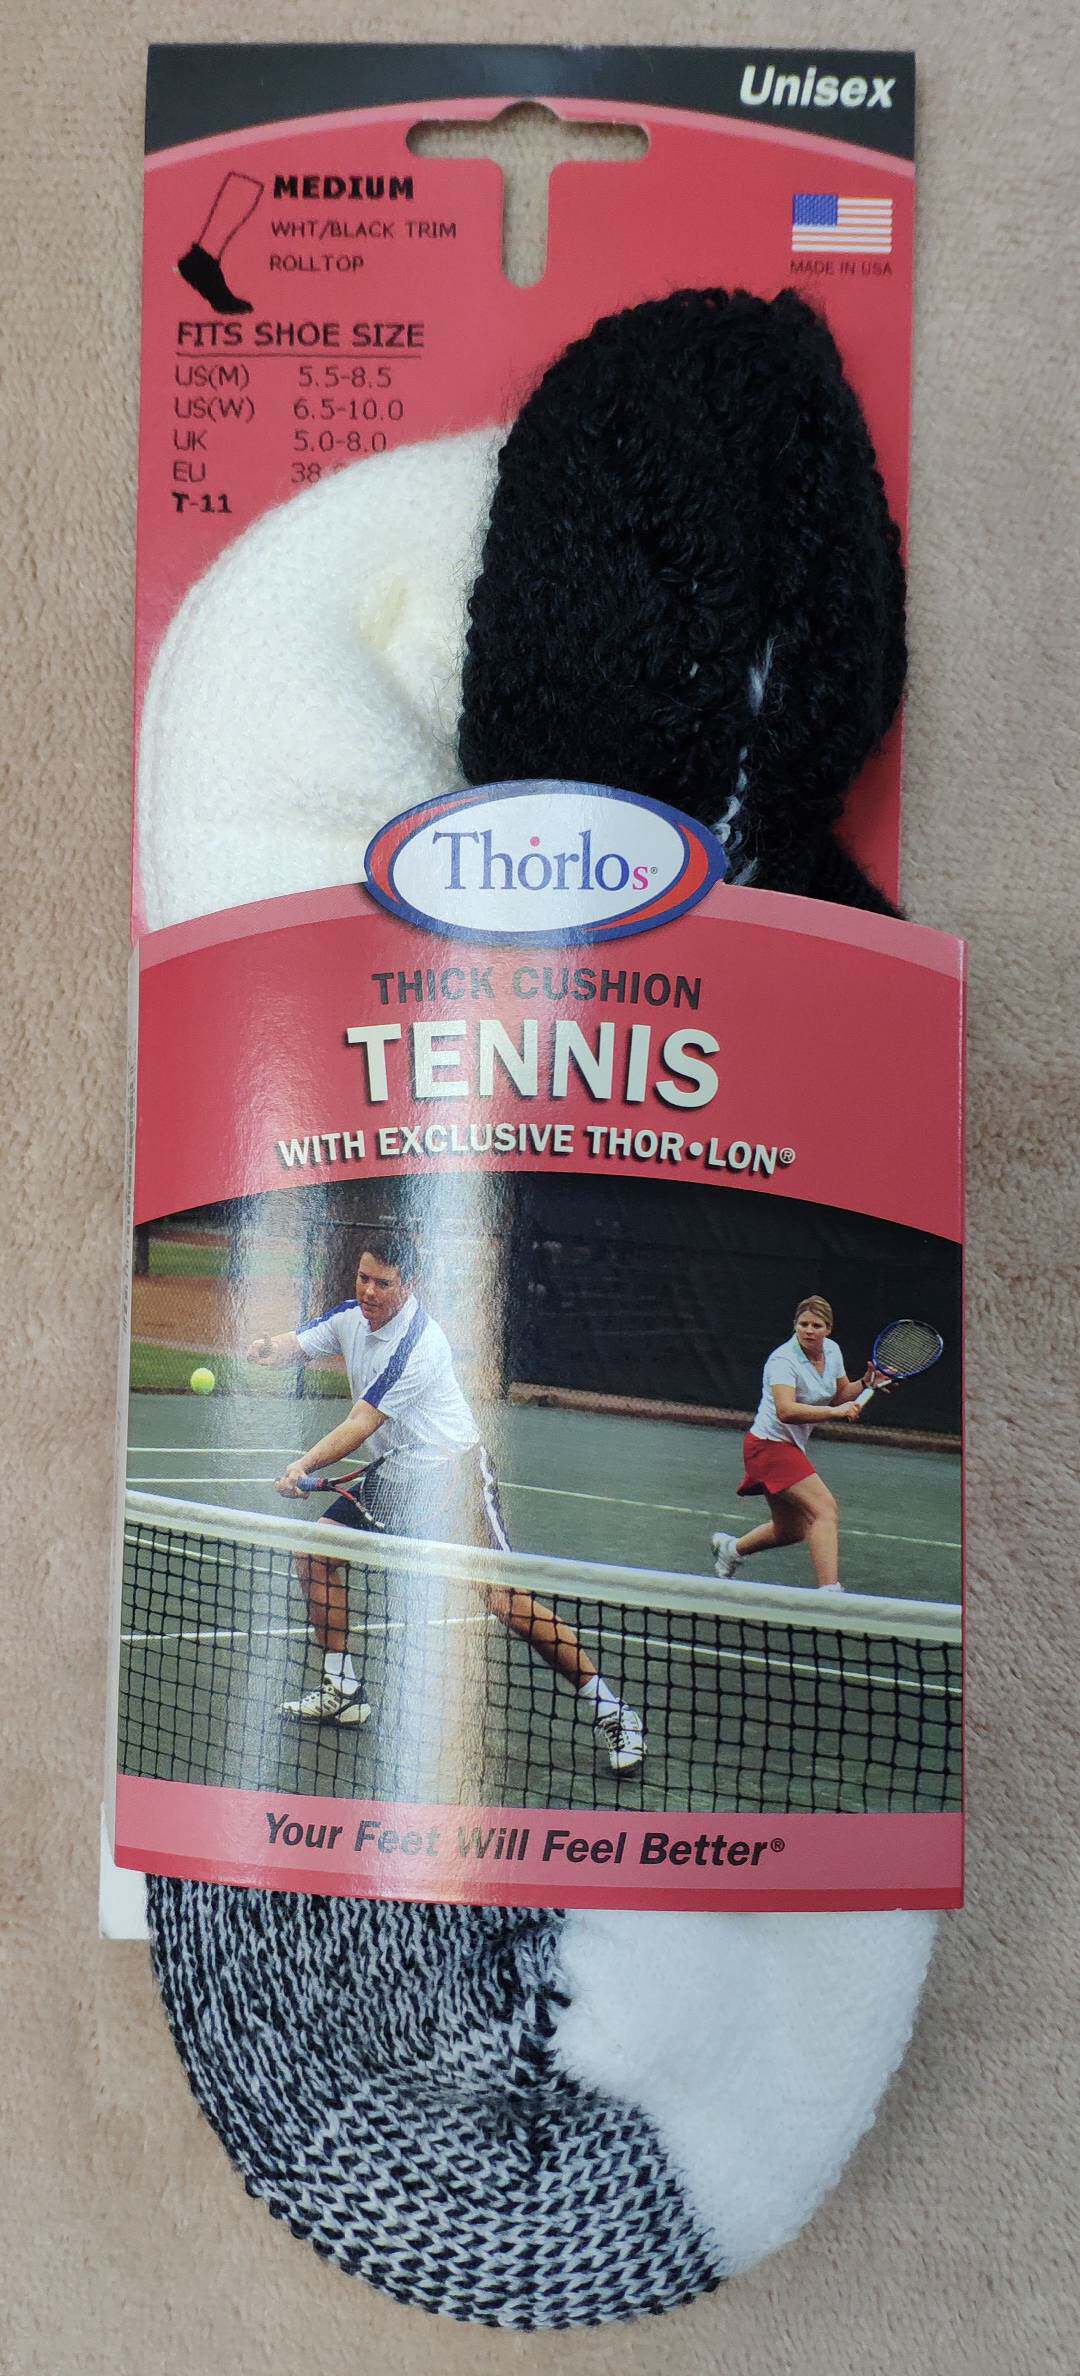 Unisex
MEDIUM
WHT/BLACK TRIM
ROLLTOP
MADE IN USA
FITS SHOE SIZE
US(M) 5.5-8.5
US(W) 6.5-10.0
UK 5.0-8.0
EU 38
T-11
Thorlos®
THICK CUSHION
TENNIS
WITH EXCLUSIVE THOR•LON®
Your Feet Will Feel Better®